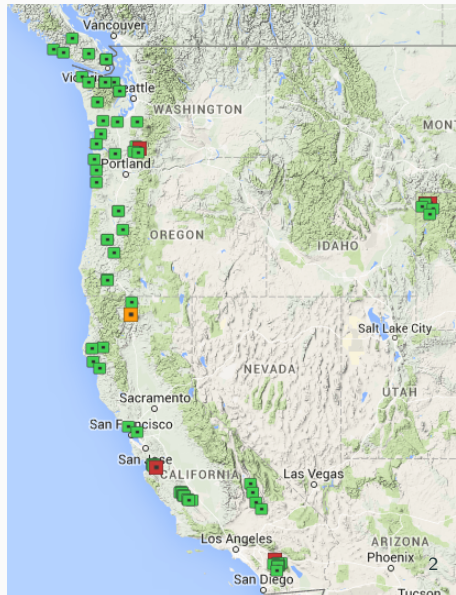 Vancouver
Victoria
Seattle
WASHINGTON
MONT
Portland
OREGON
IDAHO
Salt Lake City
NEVADA
UTAH
Sacramento
San Francisco
San Jose
CALIFORNIA
Las Vegas
Los Angeles
ARIZONA
Phoenix
2
San Diego
Tucson